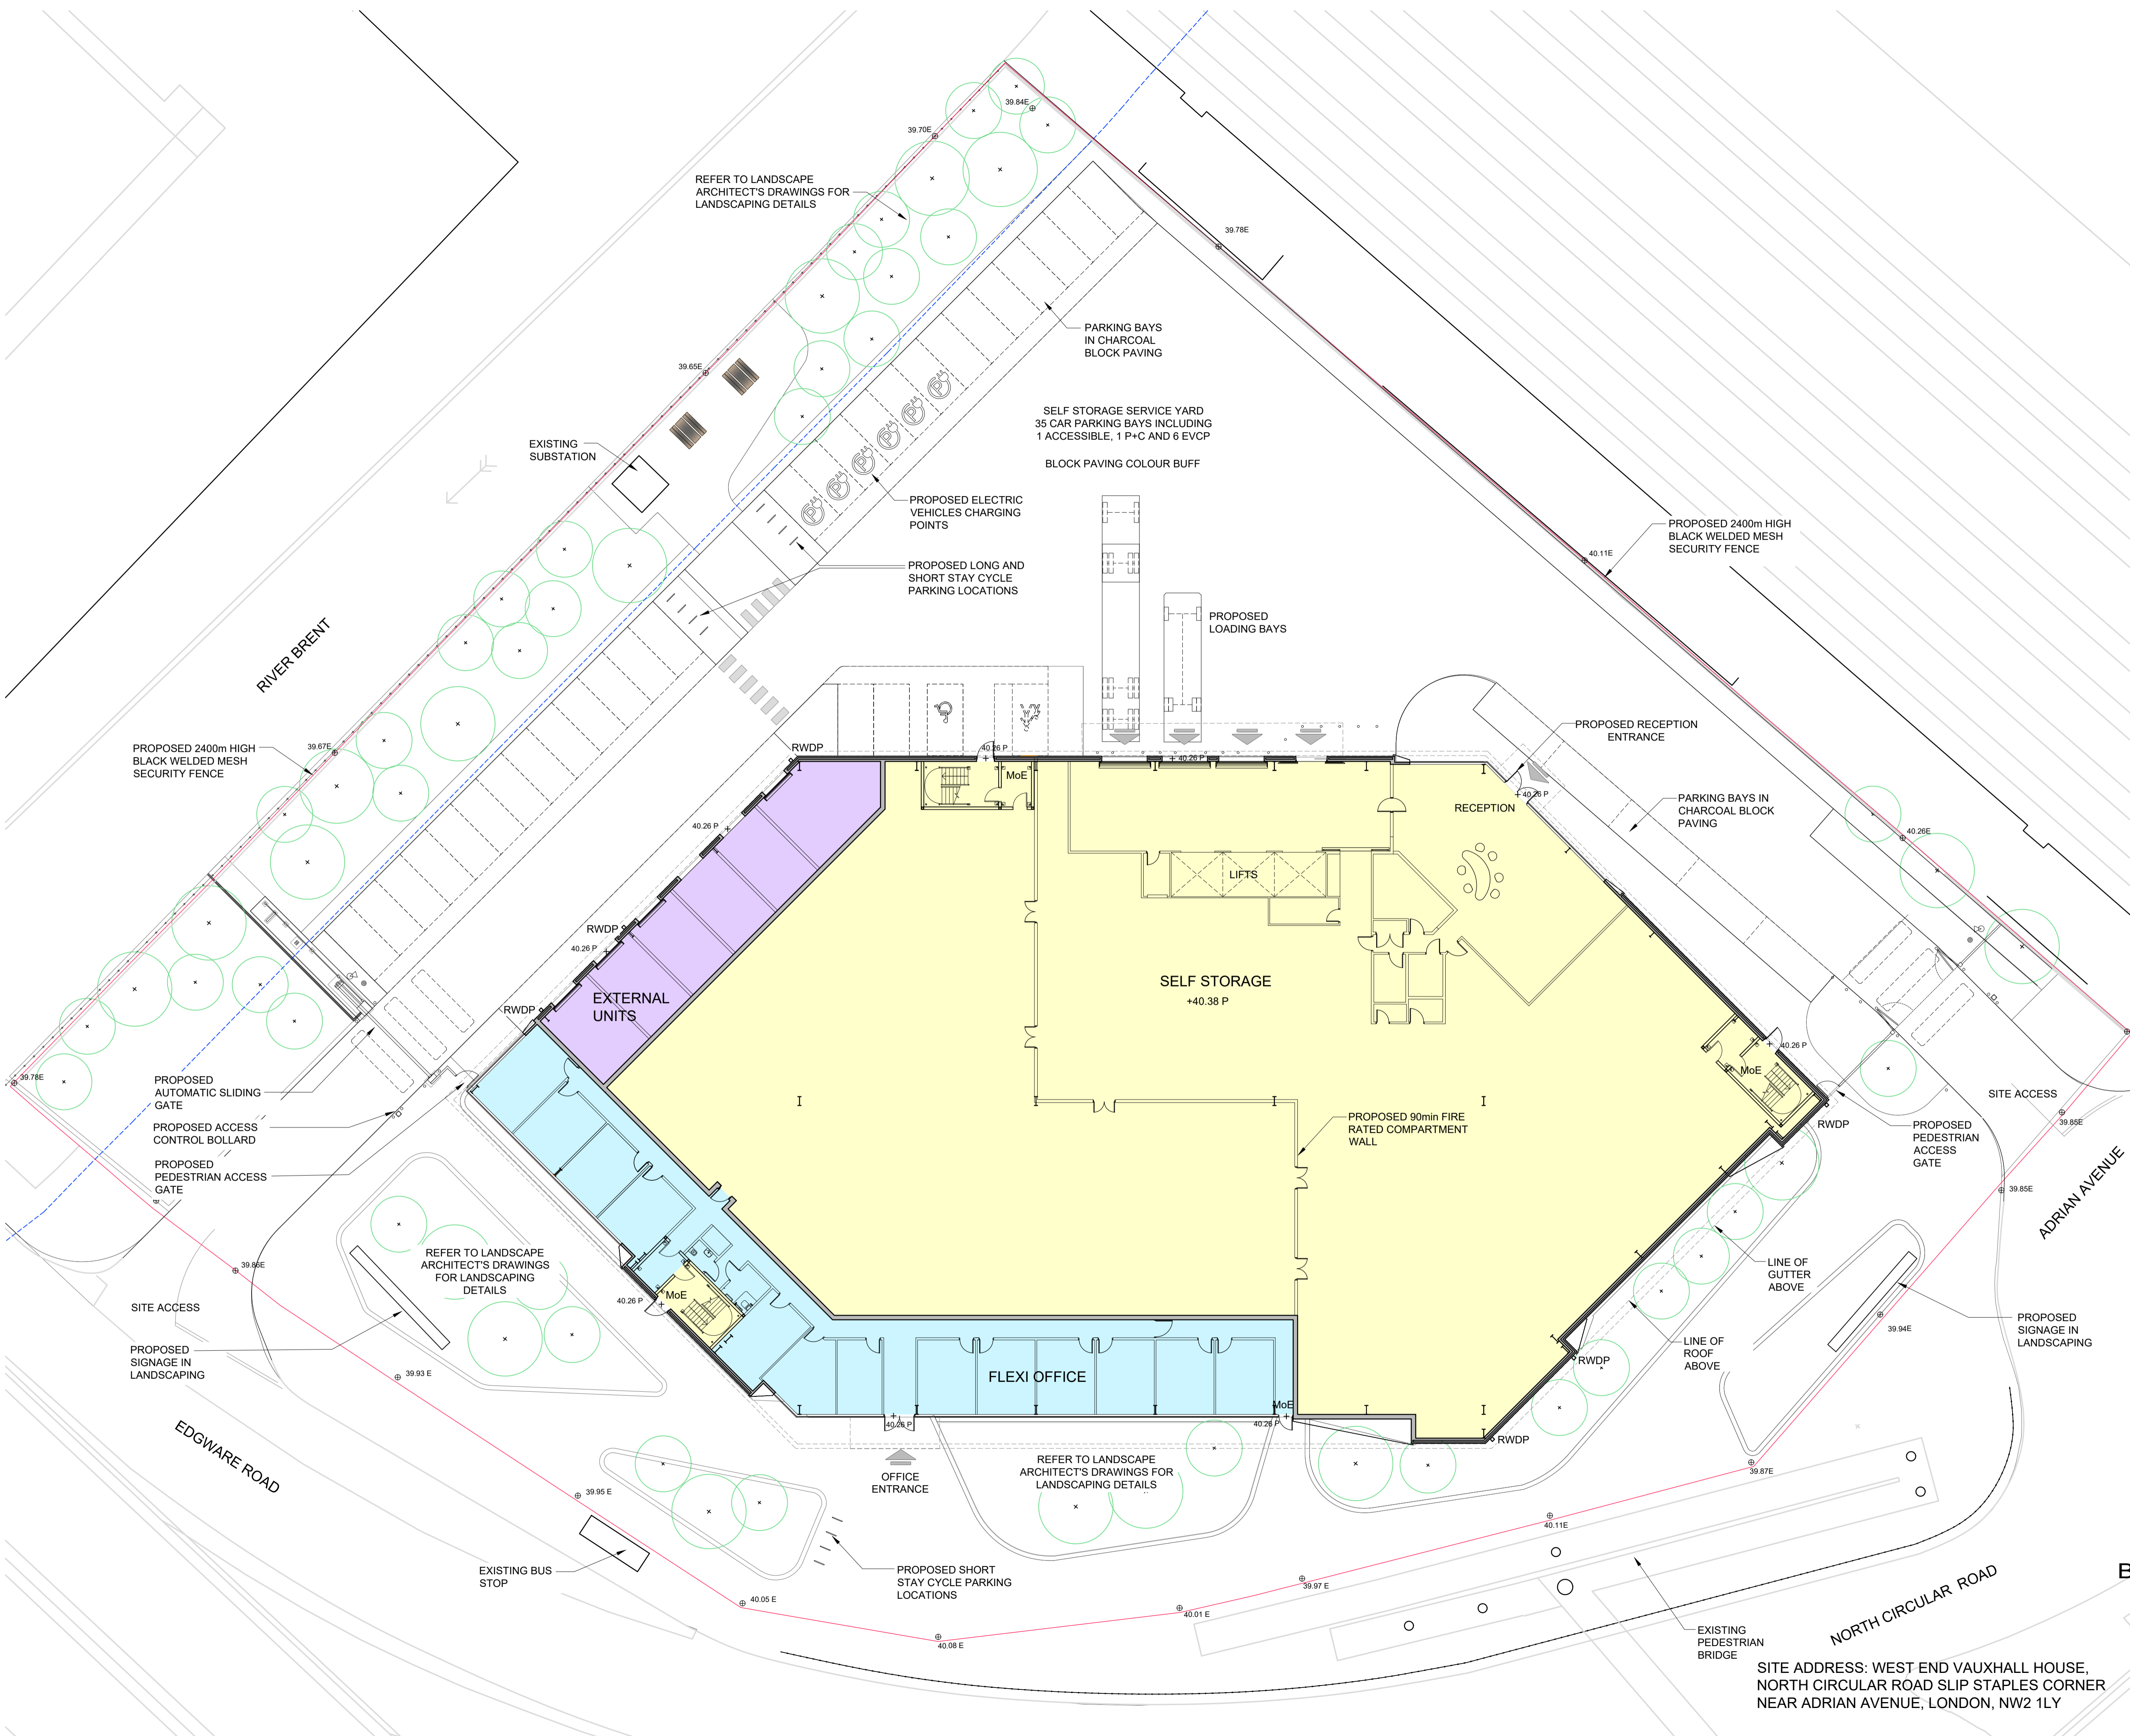 39.84E
39.70E
REFER TO LANDSCAPE
ARCHITECT'S DRAWINGS FOR
LANDSCAPING DETAILS
39.78E
PARKING BAYS
IN CHARCOAL
BLOCK PAVING
39.65E
SELF STORAGE SERVICE YARD
35 CAR PARKING BAYS INCLUDING
1 ACCESSIBLE, 1 P+C AND 6 EVCP
BLOCK PAVING COLOUR BUFF
EXISTING
SUBSTATION
P
P
P
P
P
P
PROPOSED ELECTRIC
VEHICLES CHARGING
POINTS
PROPOSED 2400m HIGH
BLACK WELDED MESH
SECURITY FENCE
40.11E
PROPOSED LONG AND
SHORT STAY CYCLE
PARKING LOCATIONS
PROPOSED
LOADING BAYS
RIVER BRENT
PROPOSED 2400m HIGH
BLACK WELDED MESH
SECURITY FENCE
39.67E
RWDP
40.26 P
MoE
40.26 P
PROPOSED RECEPTION
ENTRANCE
40.26 P
RECEPTION
PARKING BAYS IN
CHARCOAL BLOCK
PAVING
40.26E
40.26 P
LIFTS
RWDP
40.26 P
SELF STORAGE
+40.38 P
EXTERNAL
UNITS
RWDP
40.26 P
MoE
39.78E
PROPOSED
AUTOMATIC SLIDING
GATE
PROPOSED ACCESS
CONTROL BOLLARD
PROPOSED
PEDESTRIAN ACCESS
GATE
SITE ACCESS
39.85E
PROPOSED 90min FIRE
RATED COMPARTMENT
WALL
RWDP
PROPOSED
PEDESTRIAN
ACCESS
GATE
39.85E
ADRIAN AVENUE
REFER TO LANDSCAPE
ARCHITECT'S DRAWINGS
FOR LANDSCAPING
DETAILS
39.86E
LINE OF
GUTTER
ABOVE
SITE ACCESS
40.26 P
MoE
PROPOSED
SIGNAGE IN
LANDSCAPING
39.94E
PROPOSED
SIGNAGE IN
LANDSCAPING
LINE OF
ROOF
ABOVE
RWDP
39.93 E
FLEXI OFFICE
MoE
40.26 P
40.26 P
RWDP
EDGWARE ROAD
REFER TO LANDSCAPE
ARCHITECT'S DRAWINGS FOR
LANDSCAPING DETAILS
OFFICE
ENTRANCE
39.87E
39.95 E
40.11E
EXISTING BUS
STOP
PROPOSED SHORT
STAY CYCLE PARKING
LOCATIONS
39.97 E
40.05 E
40.01 E
40.08 E
NORTH CIRCULAR ROAD
B
EXISTING
PEDESTRIAN
BRIDGE
SITE ADDRESS: WEST END VAUXHALL HOUSE,
NORTH CIRCULAR ROAD SLIP STAPLES CORNER
NEAR ADRIAN AVENUE, LONDON, NW2 1LY